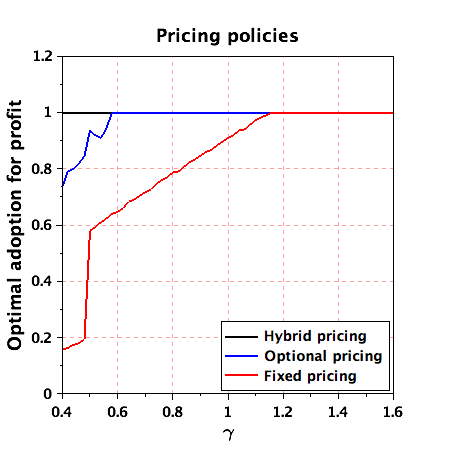 Pricing policies
Optimal adoption for profit
1.2
1
0.8
0.6
0.4
0.2
0
0.4 0.6 0.8 1 1.2 1.4 1.6
γ
Hybrid pricing
Optional pricing
Fixed pricing